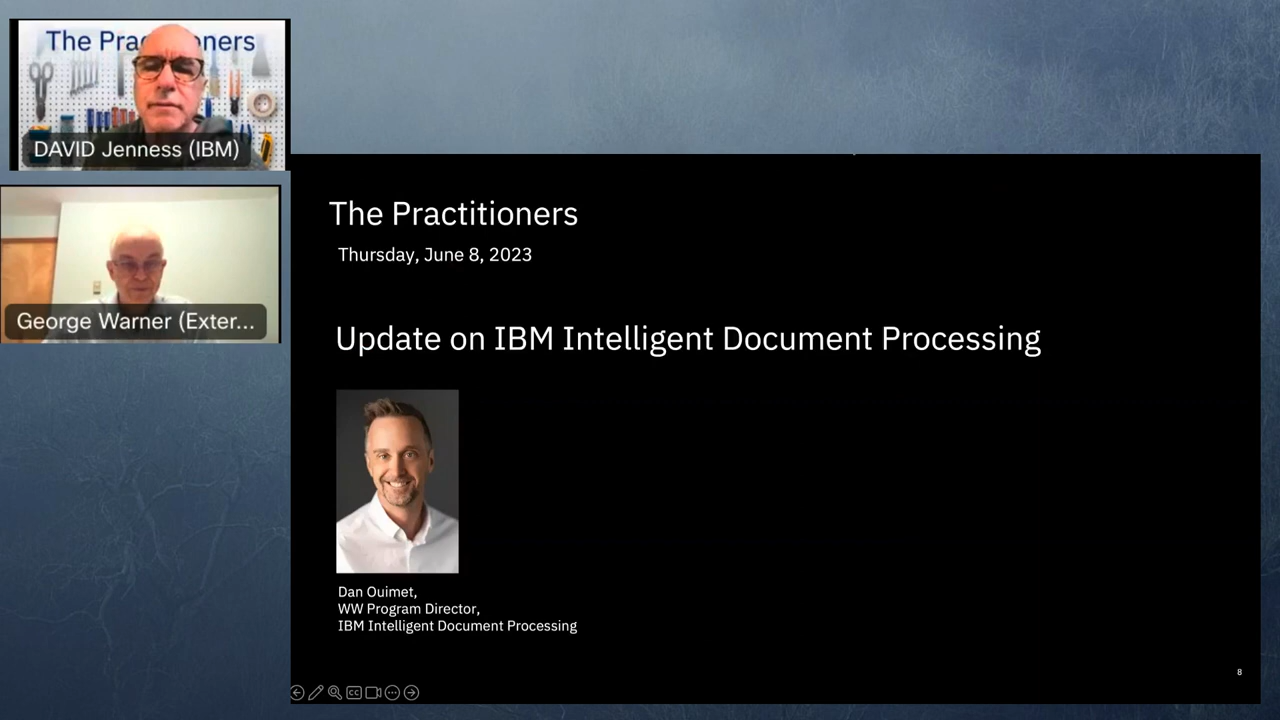 The Pra ners
DAVID Jenness (IBM)
George Warner (Exter...
The Practitioners
Thursday, June 8, 2023
Update on IBM Intelligent Document Processing
Dan Ouimet,
WW Program Director,
IBM Intelligent Document Processing
8
CC